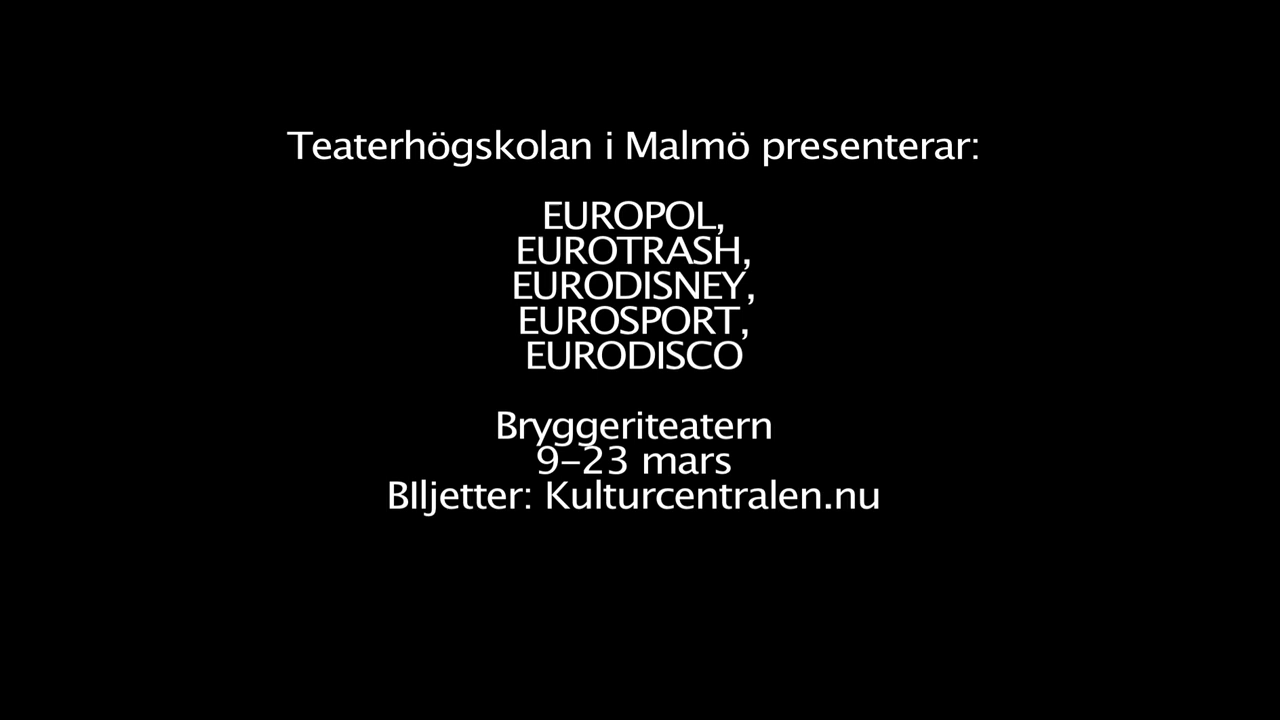 Teaterhögskolan i Malmö presenterar:
EUROPOL,
EUROTRASH,
EURODISNEY,
EUROSPORT,
EURODISCO
Bryggeriteatern
9–23 mars
BIljetter: Kulturcentralen.nu